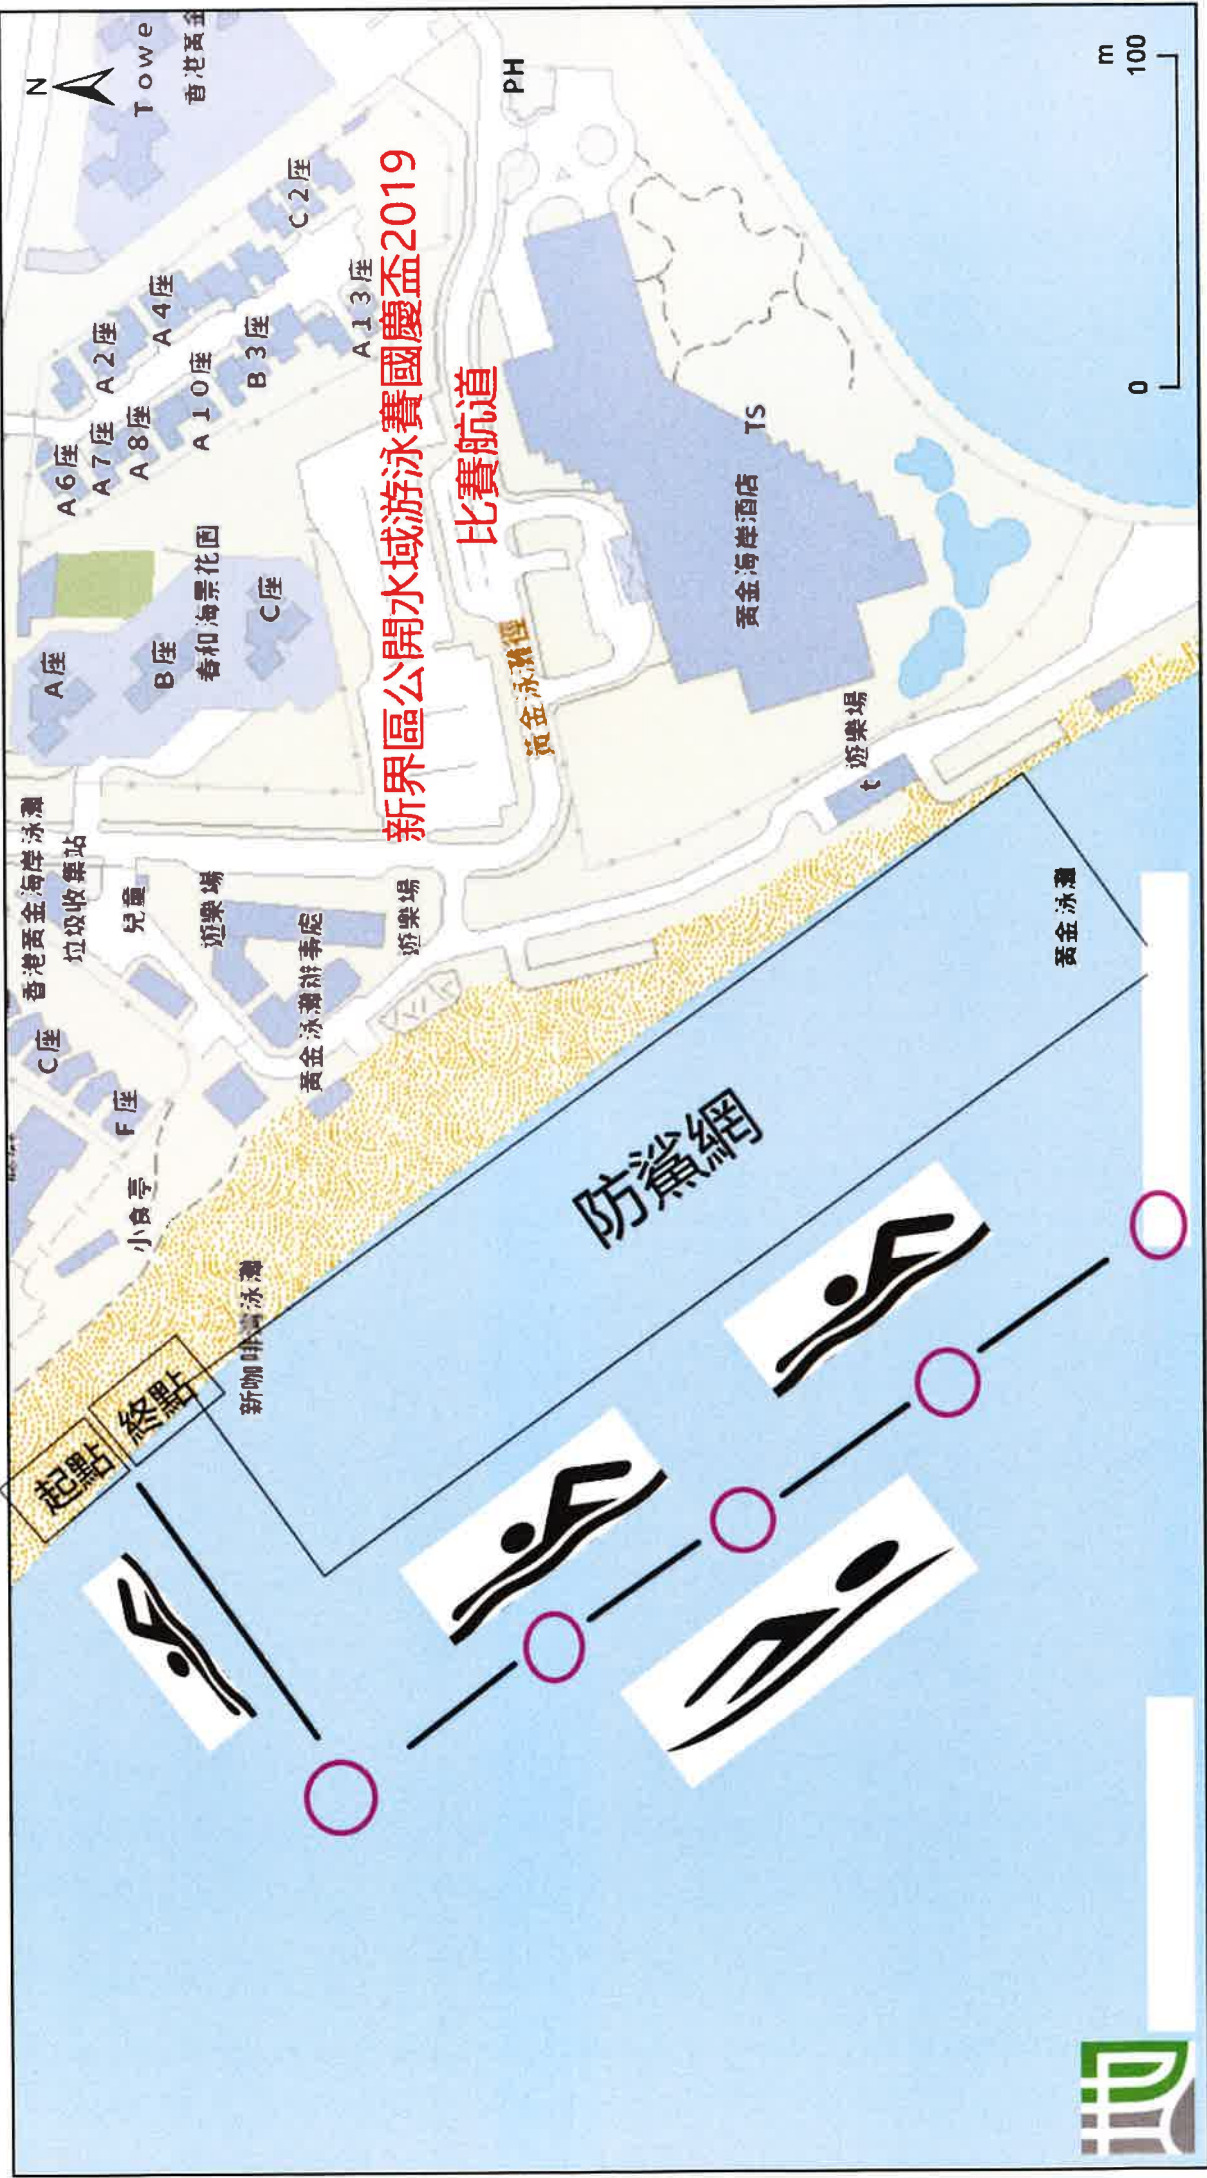 N
Towe
香港黃金
新界區公開水域游泳賽國慶盃2019
比賽航道
PH
C2座
A4座
A2座
A6座
A7座
A8座
A10座
B3座
A13座
A座
B座
C座
春和海景花園
黃金泳灘徑
黃金海岸酒店
TS
香港黃金海岸泳灘
垃圾收集站
兒童
遊樂場
黃金泳灘辦事處
遊樂場
t 遊樂場
C座
F座
小食亭
新咖啡灣泳灘
起點
終點
防鯊網
黃金泳灘
0
100
m